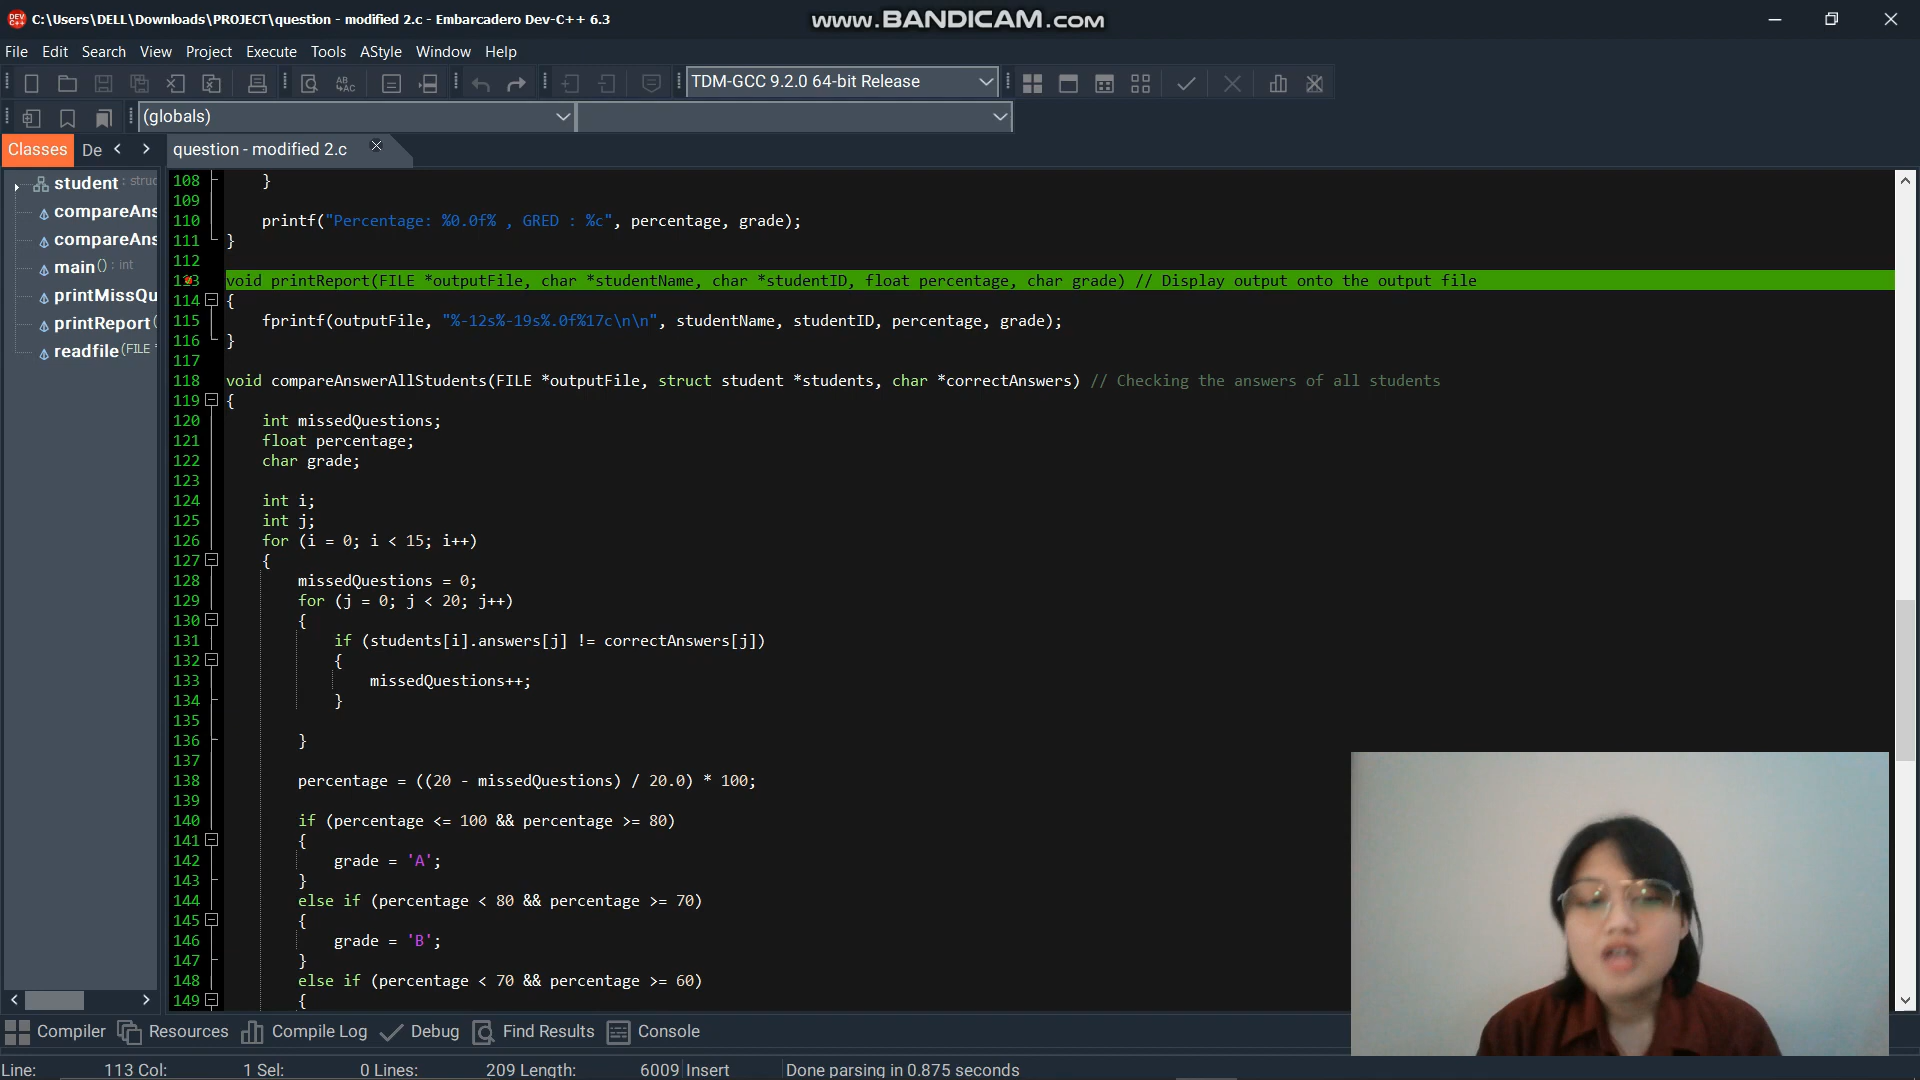 C:\Users\DELL\Downloads\PROJECT\question - modified 2.c - Embarcadero Dev-C++ 6.3
www.BANDICAM.com
File Edit Search View Project Execute Tools AStyle Window Help
TDM-GCC 9.2.0 64-bit Release
(globals)
Classes De
question - modified 2.c
student : struc
compareAns
compareAns
main () : int
printMissQu
printReport (
readfile (FILE *
108 }
109
110 printf("Percentage: %0.0f% , GRED : %c", percentage, grade);
111 }
112
113 void printReport(FILE *outputFile, char *studentName, char *studentID, float percentage, char grade) // Display output onto the output file
114 {
115 fprintf(outputFile, "%-12s%-19s%.0f%17c\n\n", studentName, studentID, percentage, grade);
116 }
117
118 void compareAnswerAllStudents(FILE *outputFile, struct student *students, char *correctAnswers) // Checking the answers of all students
119 {
120 int missedQuestions;
121 float percentage;
122 char grade;
123
124 int i;
125 int j;
126 for (i = 0; i < 15; i++)
127 {
128 missedQuestions = 0;
129 for (j = 0; j < 20; j++)
130 {
131 if (students[i].answers[j] != correctAnswers[j])
132 {
133 missedQuestions++;
134 }
135
136 }
137
138 percentage = ((20 - missedQuestions) / 20.0) * 100;
139
140 if (percentage <= 100 && percentage >= 80)
141 {
142 grade = 'A';
143 }
144 else if (percentage < 80 && percentage >= 70)
145 {
146 grade = 'B';
147 }
148 else if (percentage < 70 && percentage >= 60)
149 {
Compiler Resources Compile Log Debug Find Results Console
Line: 113 Col: 1 Sel: 0 Lines: 209 Length: 6009 Insert Done parsing in 0.875 seconds